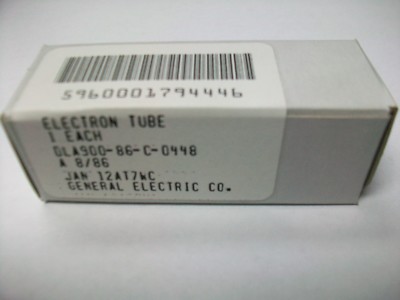 5960001794446
ELECTRON TUBE
1 EACH
DLA900-86-C-0448
A 8/86
JAN 12AT7WC
GENERAL ELECTRIC CO.